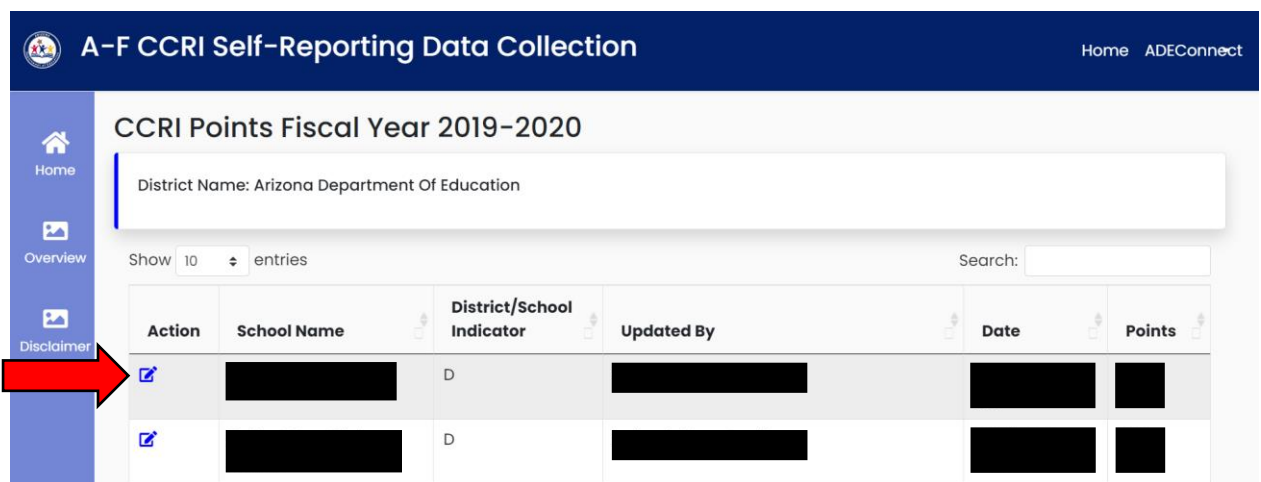 A-F CCRI Self-Reporting Data Collection
Home ADEConnect
Home
Overview
Disclaimer
CCRI Points Fiscal Year 2019-2020
District Name: Arizona Department Of Education
Show 10 entries
Search:
Action School Name District/School Indicator Updated By Date Points
D
D